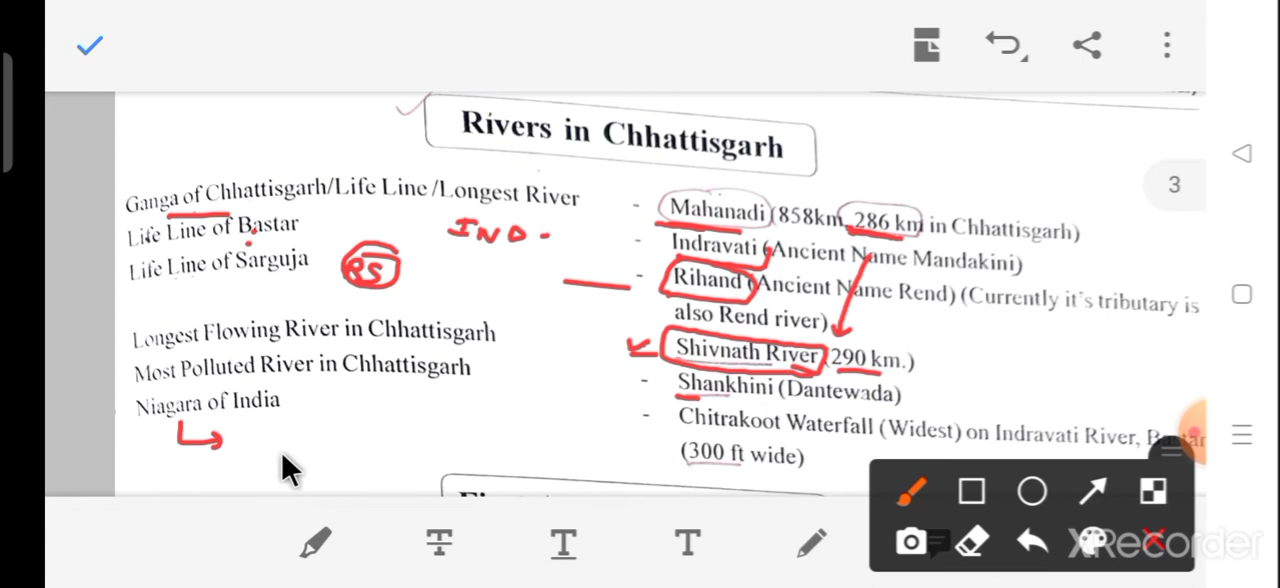 Rivers in Chhattisgarh
3
Ganga of Chhattisgarh/Life Line /Longest River - Mahanadi (858km, 286 km in Chhattisgarh)
Life Line of Bastar IND. - Indravati (Ancient Name Mandakini)
Life Line of Sarguja RS - Rihand (Ancient Name Rend) (Currently it's tributary is
also Rend river)
Longest Flowing River in Chhattisgarh Shivnath River (290 km.)
Most Polluted River in Chhattisgarh - Shankhini (Dantewada)
Niagara of India - Chitrakoot Waterfall (Widest) on Indravati River, Bastar
(300 ft wide)
T T T
XRecorder